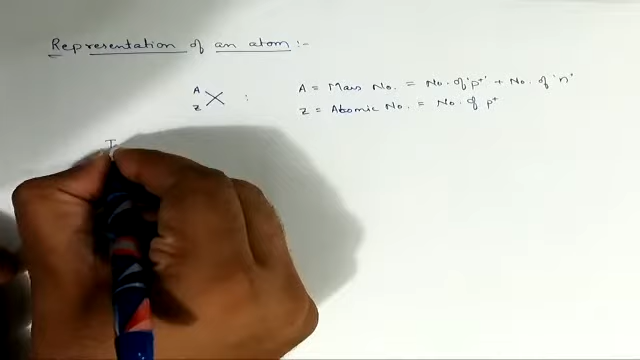 Representation of an atom :-
A
Z X : A = Mass No. = No. of 'p+' + No. of 'n'
Z = Atomic No. = No. of p+
I